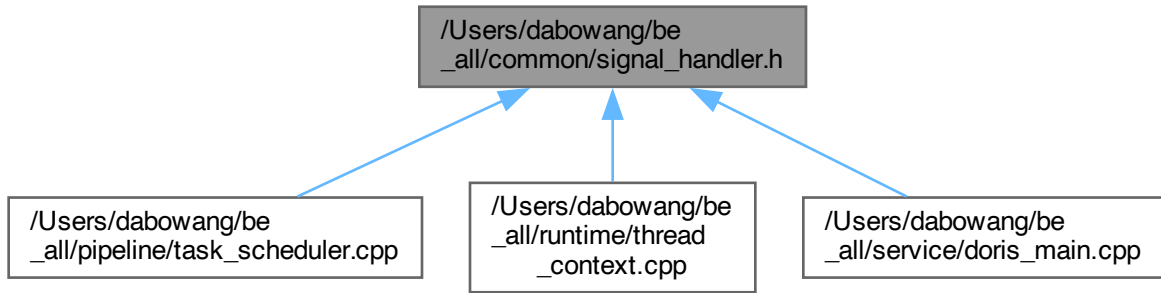 /Users/dabowang/be
_all/common/signal_handler.h
/Users/dabowang/be
_all/pipeline/task_scheduler.cpp
/Users/dabowang/be
_all/runtime/thread
_context.cpp
/Users/dabowang/be
_all/service/doris_main.cpp